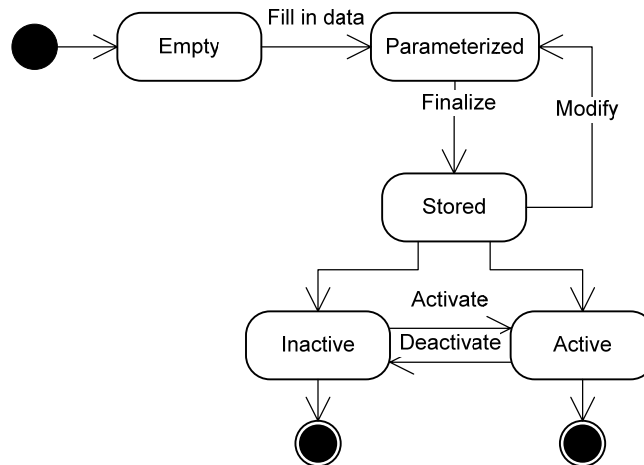 Fill in data
Empty
Parameterized
Finalize
Modify
Stored
Activate
Inactive
Deactivate
Active